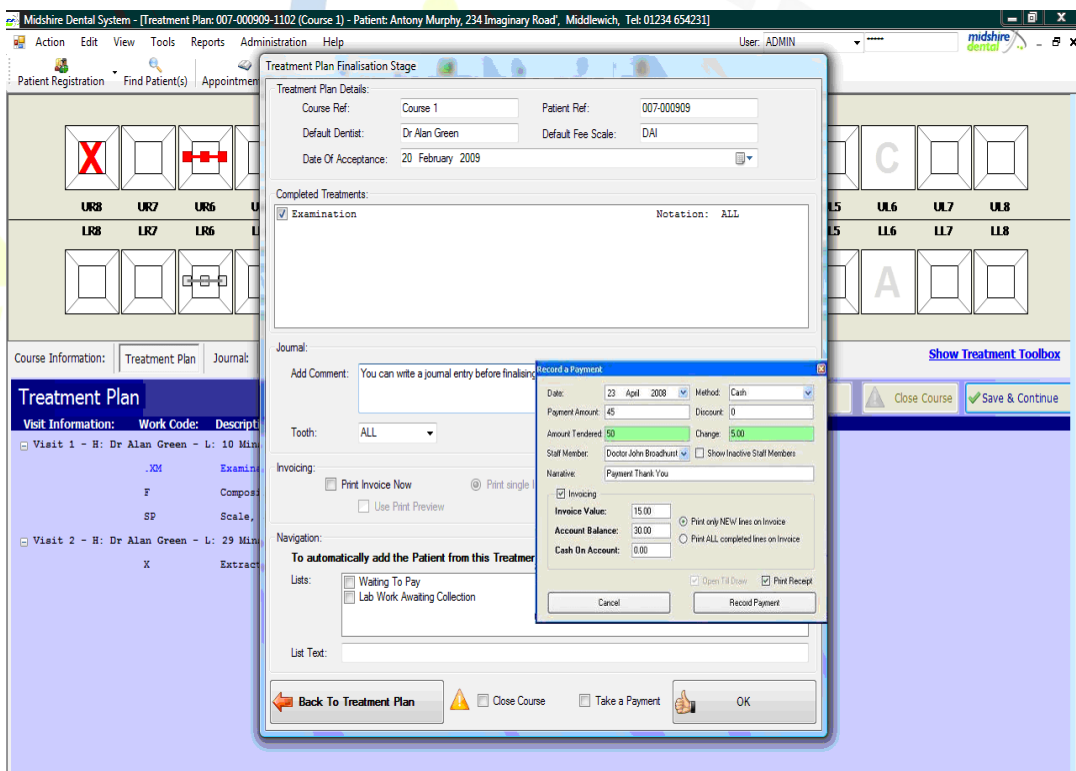 Midshire Dental System - [Treatment Plan: 007-000909-1102 (Course 1) - Patient: Antony Murphy, 234 Imaginary Road', Middlewich, Tel: 01234 654231]
Action Edit View Tools Reports Administration Help User: ADMIN *****
midshire dental
Patient Registration Find Patient(s) Appointmen
Treatment Plan Finalisation Stage
Treatment Plan Details:
Course Ref: Course 1 Patient Ref: 007-000909
Default Dentist: Dr Alan Green Default Fee Scale: DAI
Date Of Acceptance: 20 February 2009
Completed Treatments:
Examination Notation: ALL
X C
UR8 UR7 UR6 U L5 UL6 UL7 UL8
LR8 LR7 LR6 L L5 LL6 LL7 LL8
A
Course Information: Treatment Plan Journal: Show Treatment Toolbox
Journal:
Add Comment: You can write a journal entry before finalising
Tooth: ALL
Treatment Plan Close Course Save & Continue
Visit Information: Work Code: Descript
Visit 1 - H: Dr Alan Green - L: 10 Min
.XM Examina
F Composi
SP Scale,
Visit 2 - H: Dr Alan Green - L: 29 Min
X Extract
Invoicing:
Print Invoice Now Print single i
Use Print Preview
Navigation:
To automatically add the Patient from this Treatmen
Lists: Waiting To Pay
Lab Work Awaiting Collection
List Text:
Back To Treatment Plan Close Course Take a Payment OK
Record a Payment
Date: 23 April 2008 Method: Cash
Payment Amount: 45 Discount: 0
Amount Tendered: 50 Change: 5.00
Staff Member: Doctor John Broadhurst Show Inactive Staff Members
Narrative: Payment Thank You
Invoicing
Invoice Value: 15.00
Print only NEW lines on Invoice
Account Balance: 30.00
Print ALL completed lines on Invoice
Cash On Account: 0.00
Open Till Draw Print Receipt
Cancel Record Payment